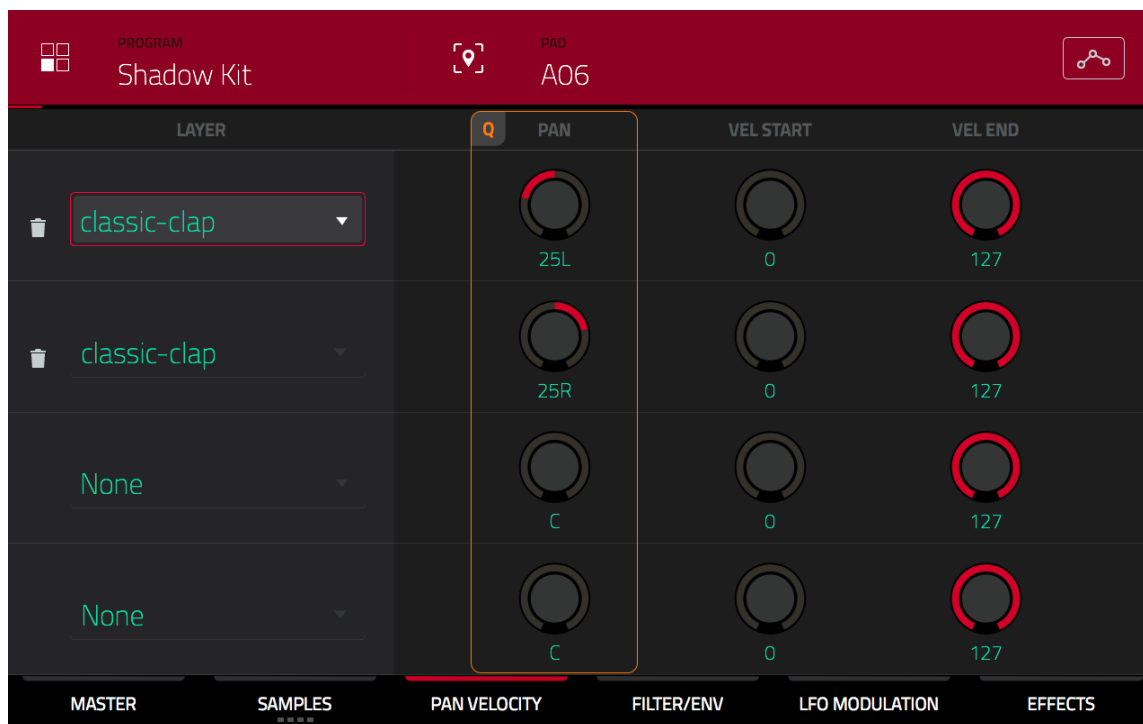 PROGRAM PAD
Shadow Kit A06
LAYER Q PAN VEL START VEL END
classic-clap
25L 0 127
classic-clap
25R 0 127
None
C 0 127
None
C 0 127
MASTER SAMPLES PAN VELOCITY FILTER/ENV LFO MODULATION EFFECTS